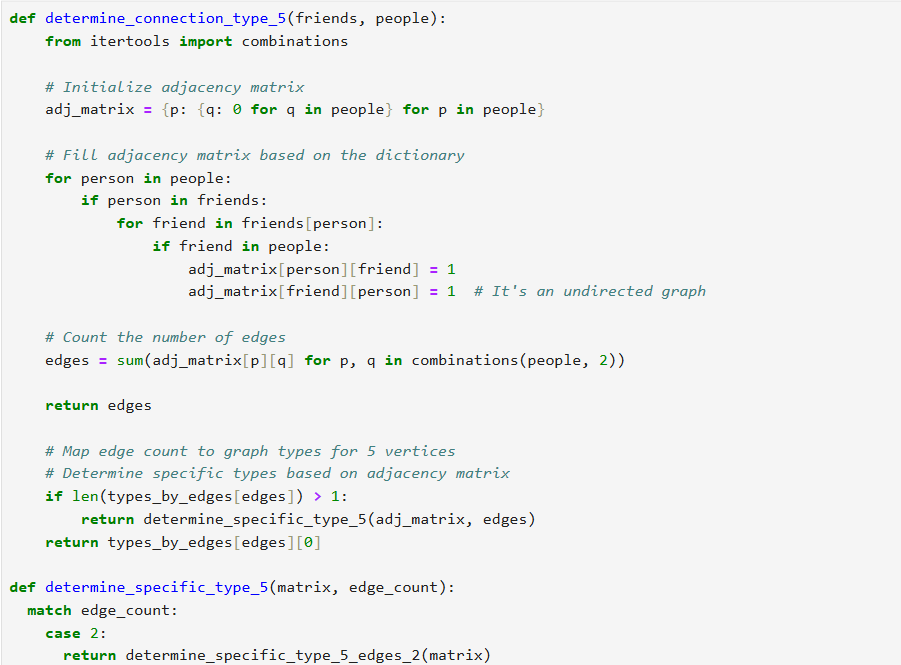 def determine_connection_type_5(friends, people):
    from itertools import combinations

    # Initialize adjacency matrix
    adj_matrix = {p: {q: 0 for q in people} for p in people}

    # Fill adjacency matrix based on the dictionary
    for person in people:
        if person in friends:
            for friend in friends[person]:
                if friend in people:
                    adj_matrix[person][friend] = 1
                    adj_matrix[friend][person] = 1  # It's an undirected graph

    # Count the number of edges
    edges = sum(adj_matrix[p][q] for p, q in combinations(people, 2))

    return edges

    # Map edge count to graph types for 5 vertices
    # Determine specific types based on adjacency matrix
    if len(types_by_edges[edges]) > 1:
        return determine_specific_type_5(adj_matrix, edges)
    return types_by_edges[edges][0]

def determine_specific_type_5(matrix, edge_count):
  match edge_count:
    case 2:
      return determine_specific_type_5_edges_2(matrix)